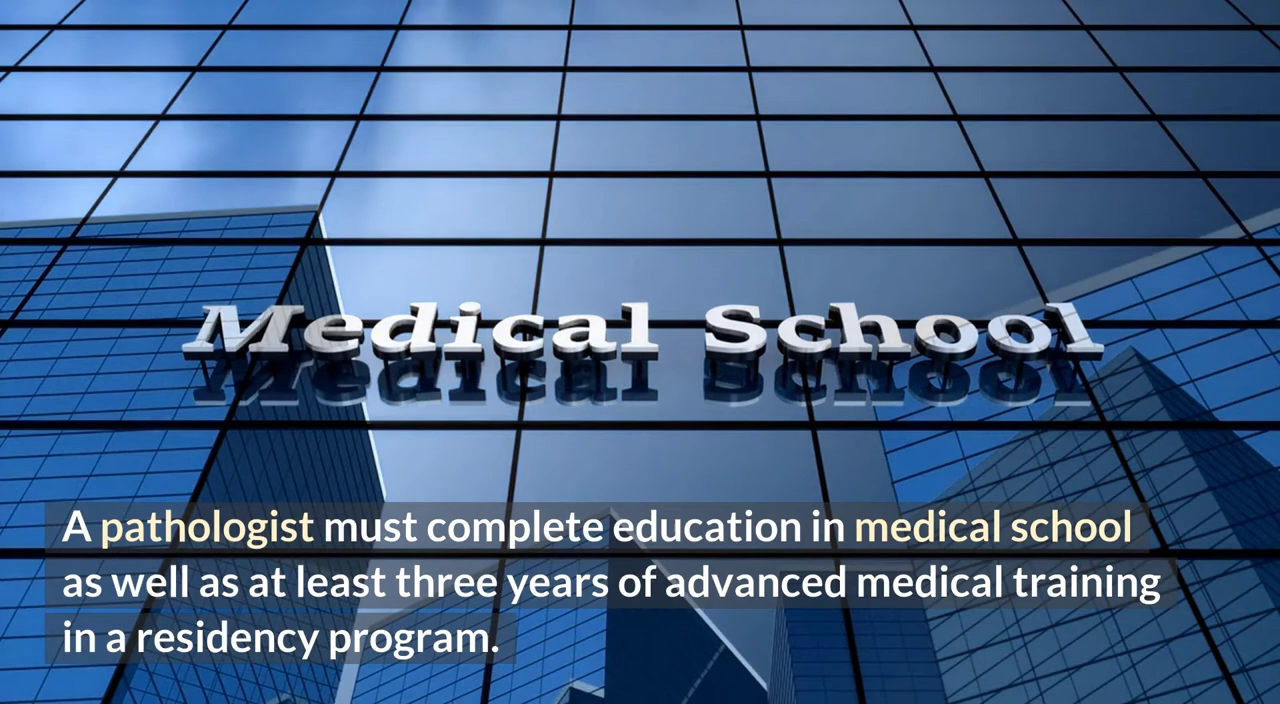 Medical School
A pathologist must complete education in medical school
as well as at least three years of advanced medical training
in a residency program.